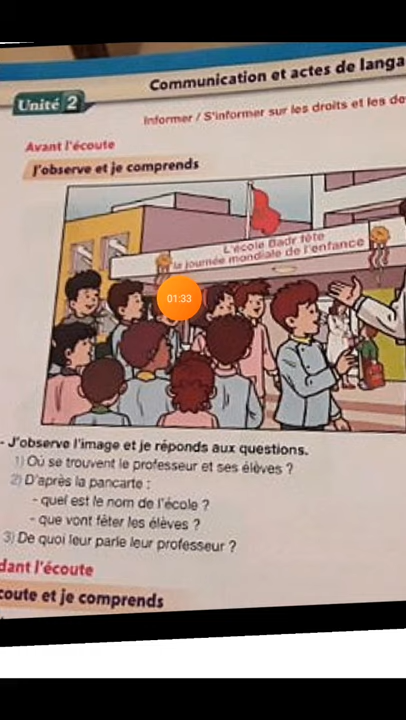 Communication et actes de langa
Unité 2
Informer / S'informer sur les droits et les de
Avant l'écoute
J'observe et je comprends
L'école Badr fête
la journée mondiale de l'enfance
01:33
- J'observe l'image et je réponds aux questions.
1) Où se trouvent le professeur et ses élèves ?
2) D'après la pancarte :
- quel est le nom de l'école ?
- que vont fêter les élèves ?
3) De quoi leur parle leur professeur ?
dant l'écoute
coute et je comprends